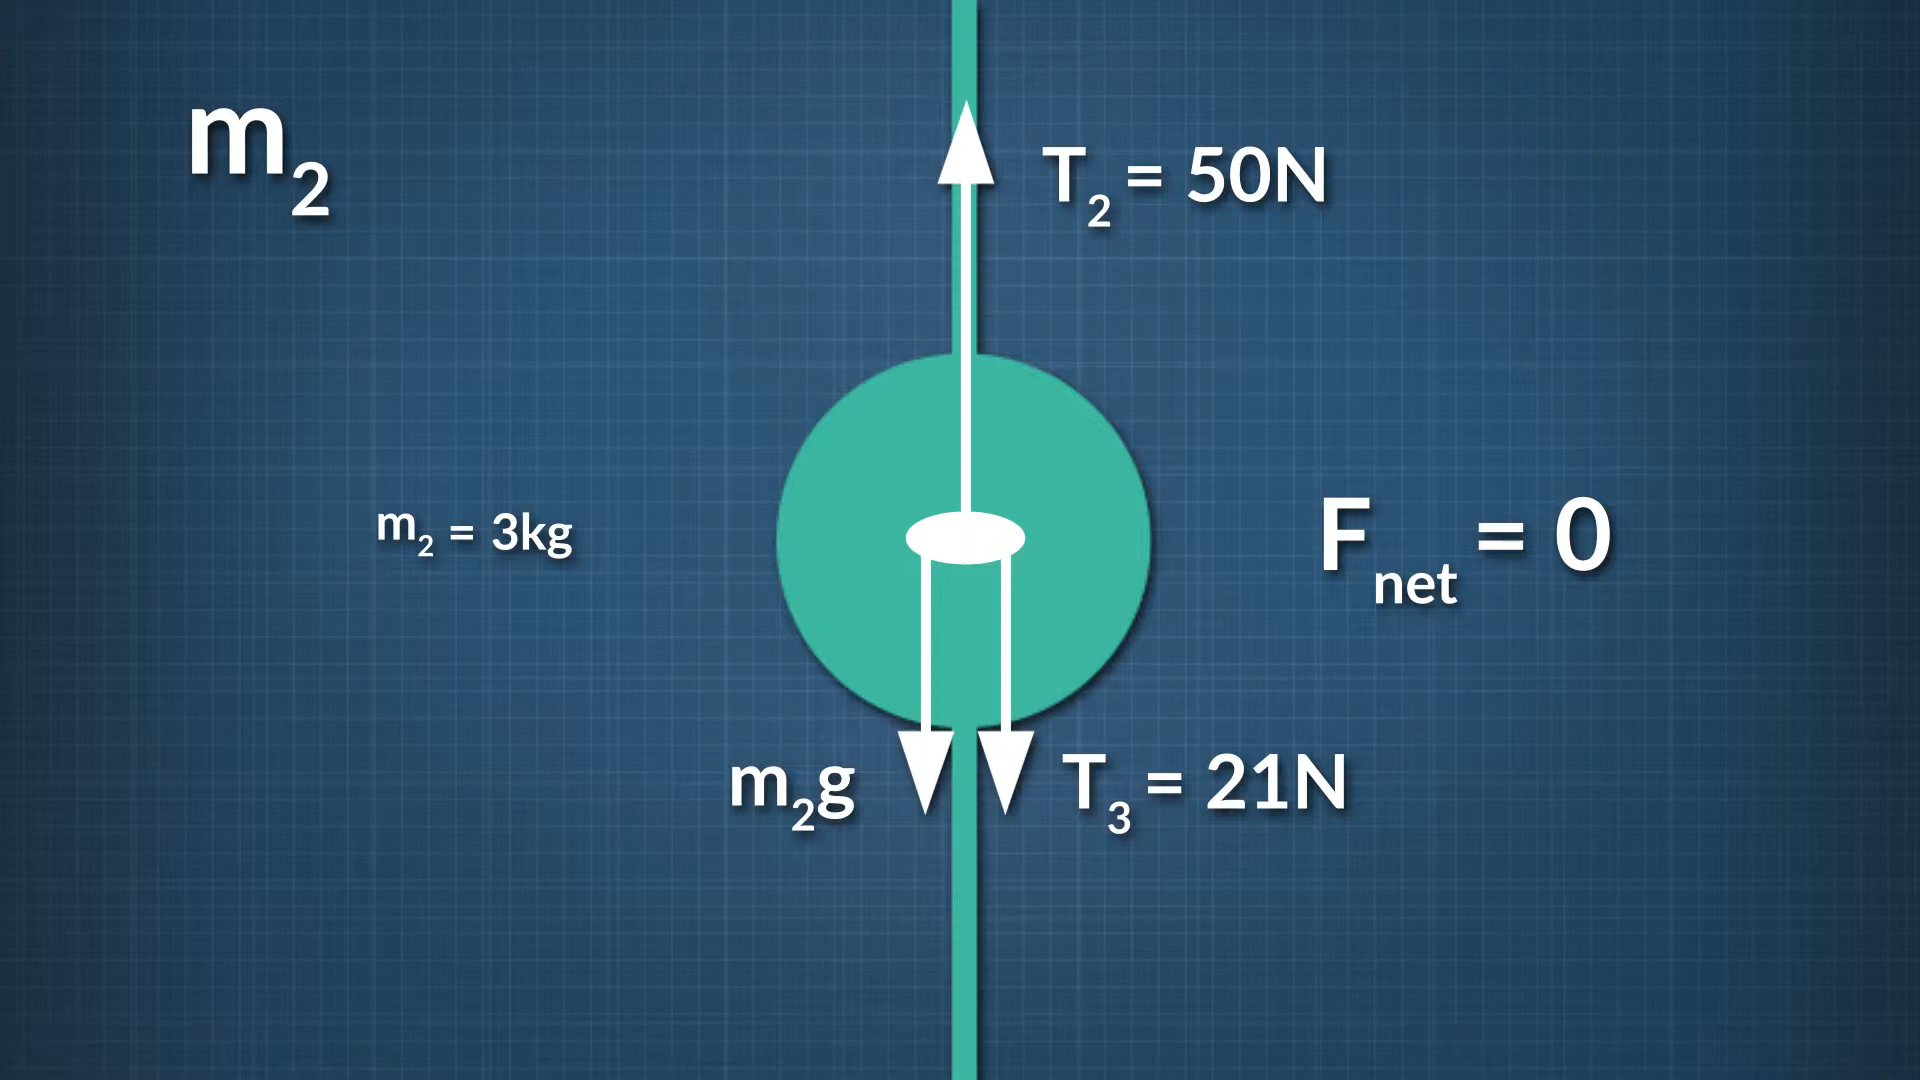 m₂
T₂ = 50N
m₂ = 3kg
Fnet = 0
m₂g
T₃ = 21N